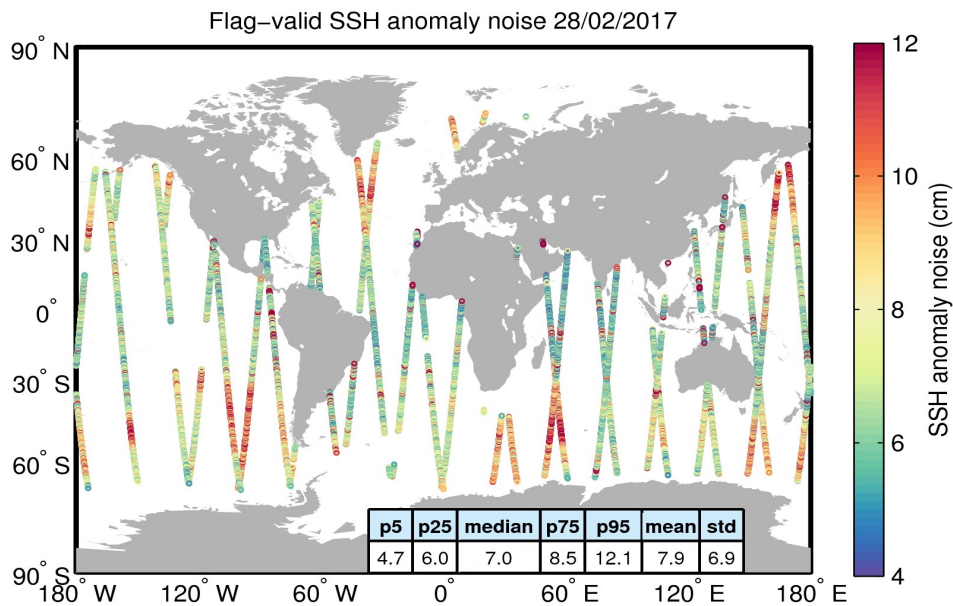 Flag−valid SSH anomaly noise 28/02/2017
90° N
60° N
30° N
0°
30° S
60° S
90° S
180° W 120° W 60° W 0° 60° E 120° E 180° E
p5 p25 median p75 p95 mean std
4.7 6.0 7.0 8.5 12.1 7.9 6.9
12
10
8
6
4
SSH anomaly noise (cm)